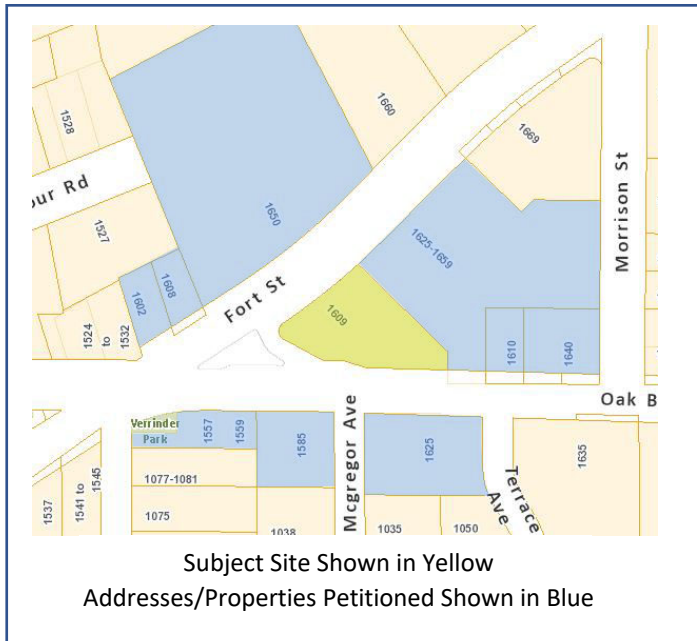 1528
1660
1669
our Rd
1650
Morrison St
1527
1625-1659
1608
1602
Fort St
1524
to
1532
1609
1610
1640
Oak B
Verrinder
Park
1557
1559
1585
Mcgregor Ave
1625
Terrace
Ave
1635
1077-1081
1537
1541 to
1545
1075
1038
1035
1050
Subject Site Shown in Yellow
Addresses/Properties Petitioned Shown in Blue